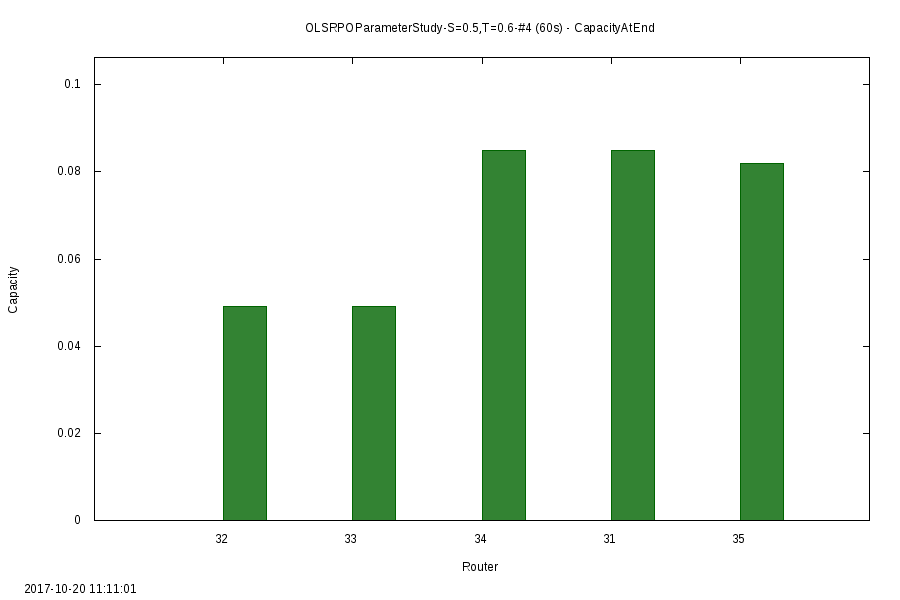 OLSRPOParameterStudy-S=0.5,T=0.6-#4 (60s) - CapacityAtEnd
0.1
0.08
0.06
0.04
0.02
0
Capacity
32 33 34 31 35
Router
2017-10-20 11:11:01